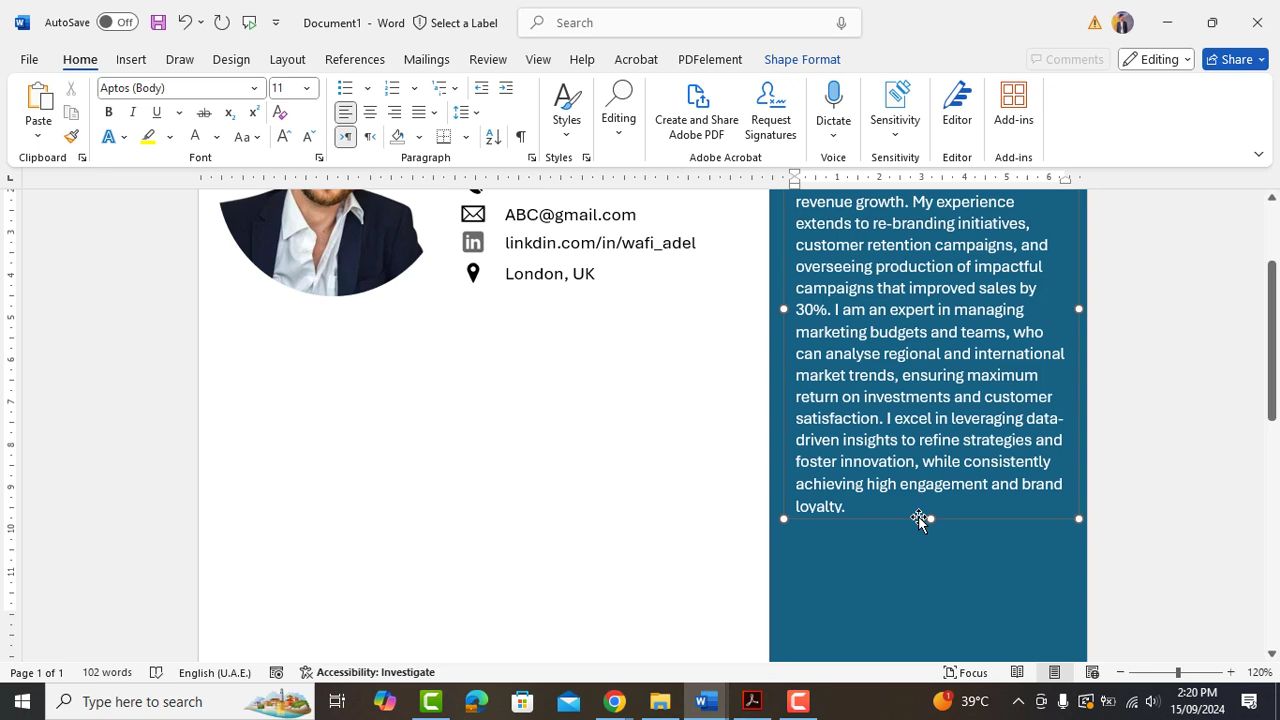 AutoSave Off Document1 - Word Select a Label Search
File Home Insert Draw Design Layout References Mailings Review View Help Acrobat PDFelement Shape Format Comments Editing Share
Aptos (Body) 11
Paste Styles Editing Create and Share Adobe PDF Request Signatures Dictate Sensitivity Editor Add-ins
Clipboard Font Paragraph Styles Adobe Acrobat Voice Sensitivity Editor Add-ins
1 2 3 4 5 6
ABC@gmail.com
linkdin.com/in/wafi_adel
London, UK
revenue growth. My experience
extends to re-branding initiatives,
customer retention campaigns, and
overseeing production of impactful
campaigns that improved sales by
30%. I am an expert in managing
marketing budgets and teams, who
can analyse regional and international
market trends, ensuring maximum
return on investments and customer
satisfaction. I excel in leveraging data-
driven insights to refine strategies and
foster innovation, while consistently
achieving high engagement and brand
loyalty.
Page 1 of 1 102 words English (U.A.E.) Accessibility: Investigate Focus 120%
Type here to search 1 39°C 2:20 PM
15/09/2024